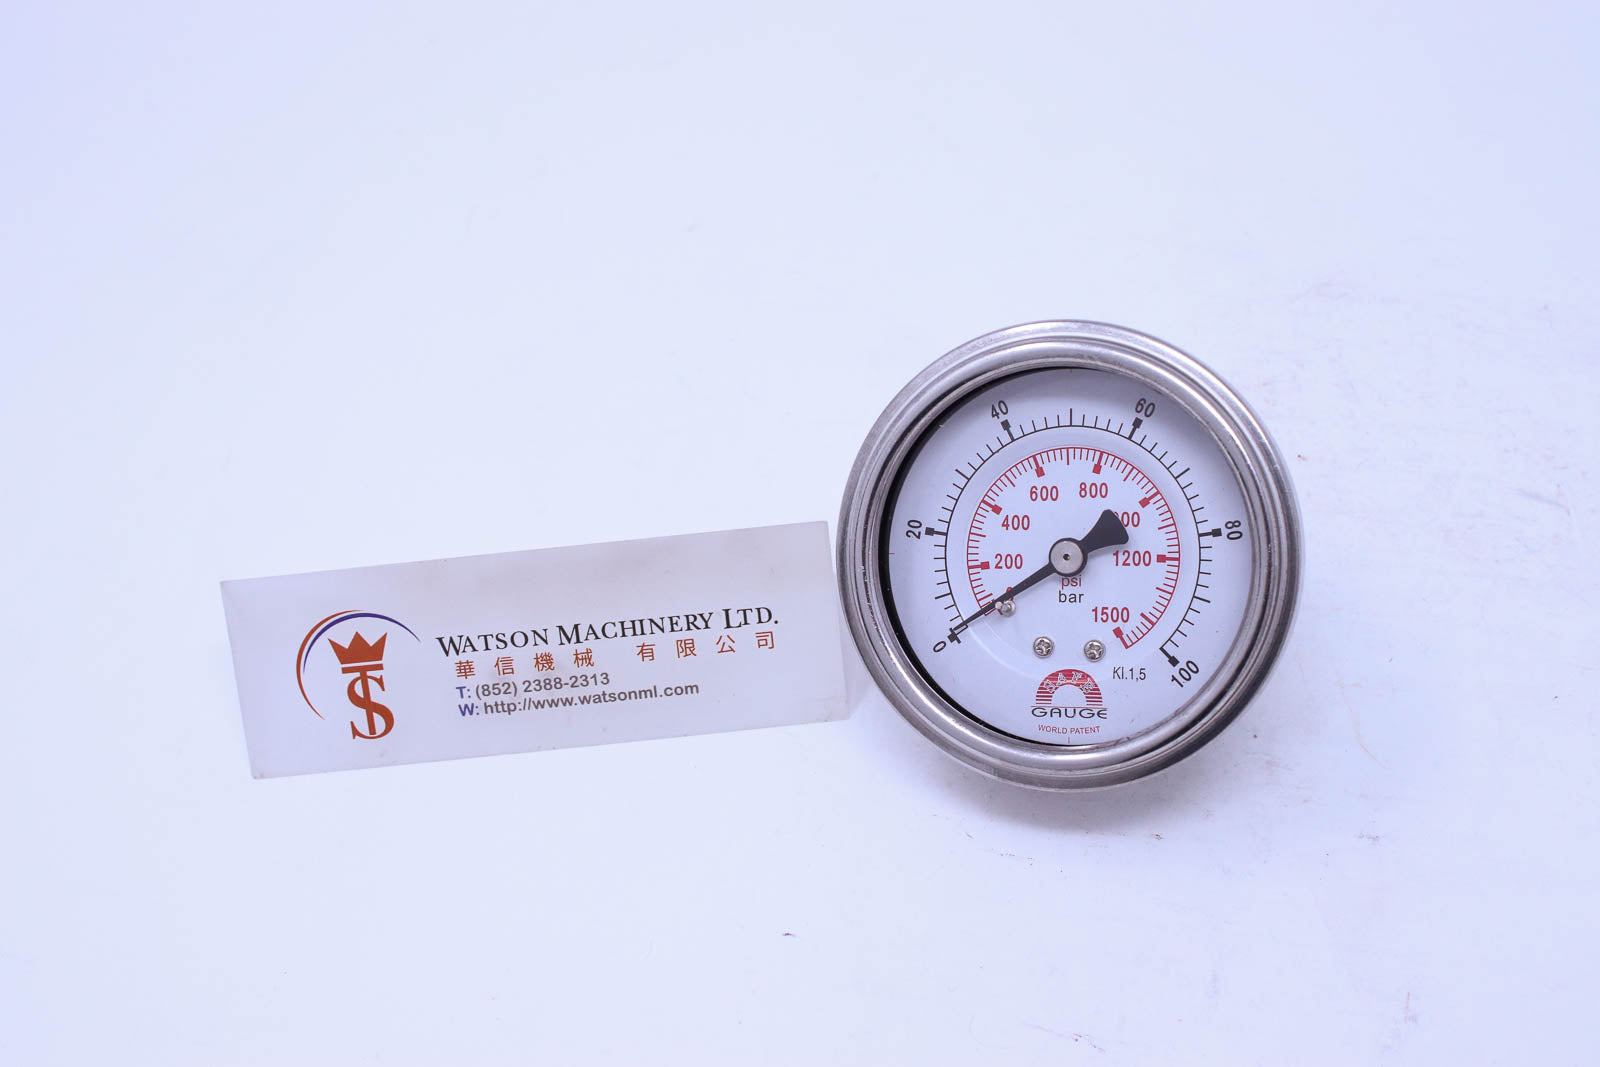 WATSON MACHINERY LTD.
華信機械 有限公司
T: (852) 2388-2313
W: http://www.watsonml.com
0
20
40
60
80
100
200
400
600
800
1200
1500
psi
bar
Kl.1,5
GAUGE
WORLD PATENT